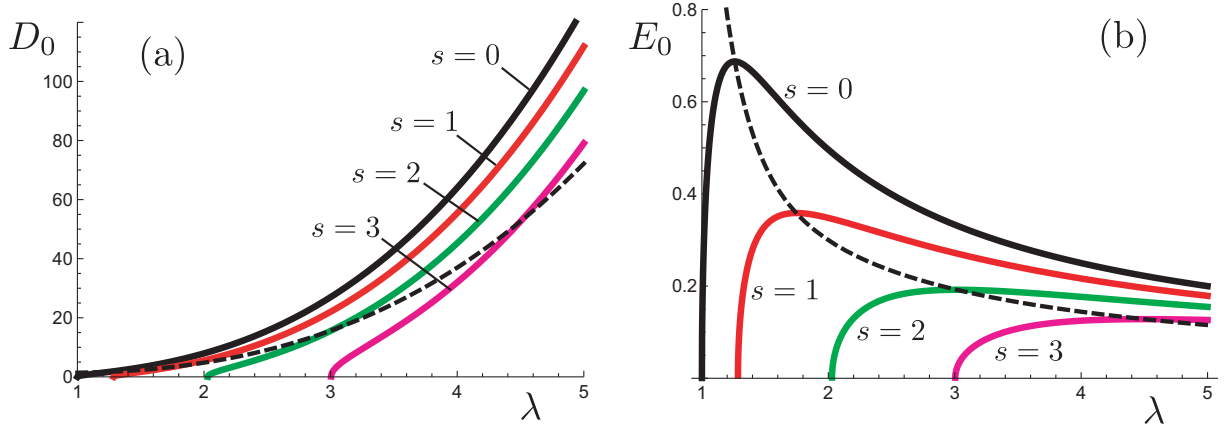 D₀
(a)
s = 0
s = 1
s = 2
s = 3
100
80
60
40
20
0
1
2
3
4
5
λ
E₀
(b)
s = 0
s = 1
s = 2
s = 3
0.8
0.6
0.4
0.2
1
2
3
4
5
λ